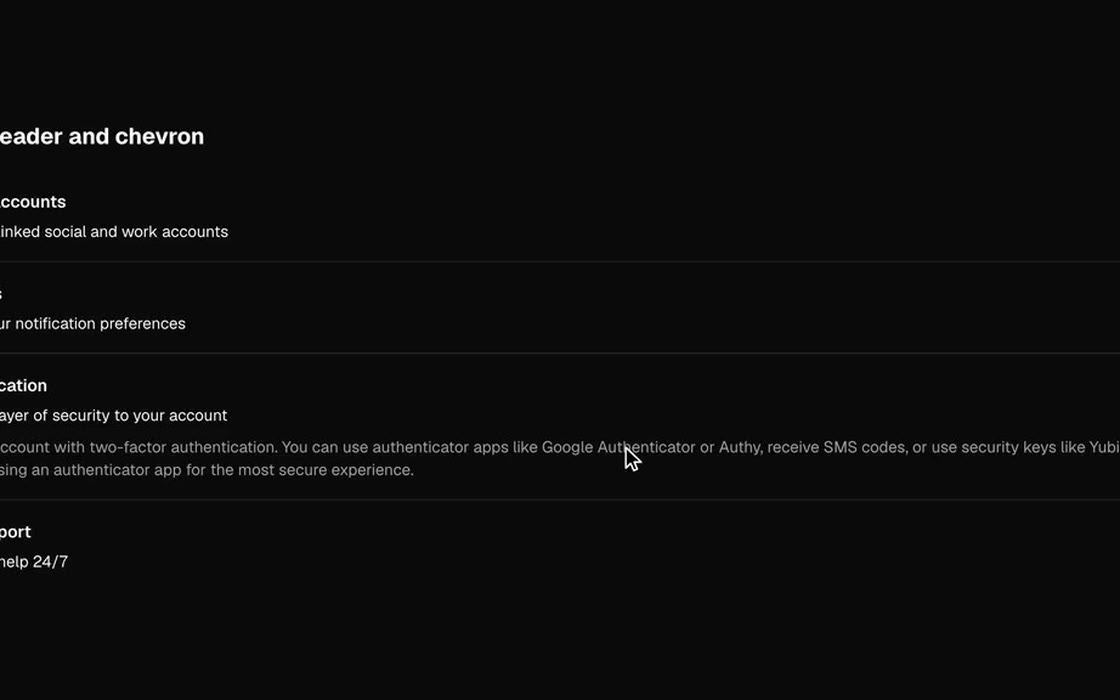 eader and chevron
ccounts
inked social and work accounts
s
ur notification preferences
cation
ayer of security to your account
ccount with two-factor authentication. You can use authenticator apps like Google Authenticator or Authy, receive SMS codes, or use security keys like Yubi
sing an authenticator app for the most secure experience.
port
help 24/7